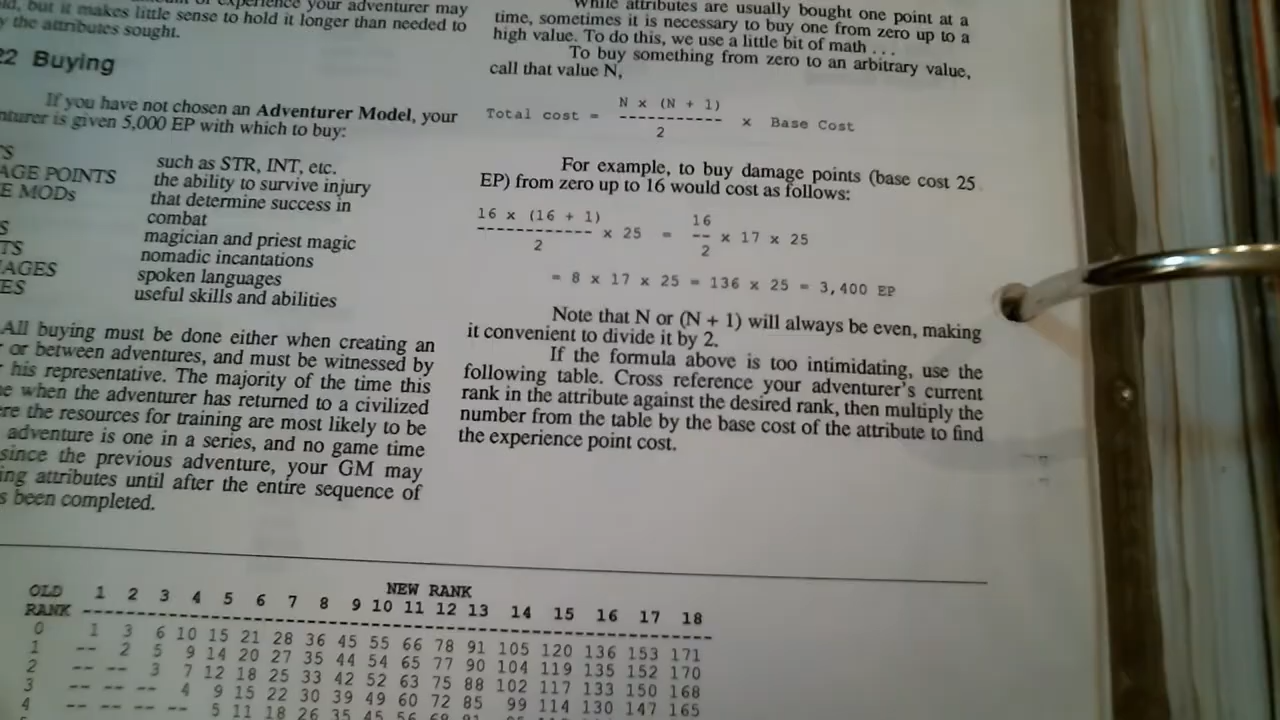 of experience your adventurer may
but it makes little sense to hold it longer than needed to
the attributes sought.
22 Buying
If you have not chosen an Adventurer Model, your
is given 5,000 EP with which to buy:
such as STR, INT, etc.
AGE POINTS the ability to survive injury
E MODs that determine success in
combat
S magician and priest magic
TS nomadic incantations
AGES spoken languages
ES useful skills and abilities
All buying must be done either when creating an
or between adventures, and must be witnessed by
his representative. The majority of the time this
when the adventurer has returned to a civilized
the resources for training are most likely to be
adventure is one in a series, and no game time
since the previous adventure, your GM may
ing attributes until after the entire sequence of
been completed.
While attributes are usually bought one point at a
time, sometimes it is necessary to buy one from zero up to a
high value. To do this, we use a little bit of math . . .
To buy something from zero to an arbitrary value,
call that value N,
N x (N + 1)
Total cost = ----------- x Base Cost
2
For example, to buy damage points (base cost 25
EP) from zero up to 16 would cost as follows:
16 x (16 + 1) 16
------------ x 25 = -- x 17 x 25
2 2
= 8 x 17 x 25 = 136 x 25 = 3,400 EP
Note that N or (N + 1) will always be even, making
it convenient to divide it by 2.
If the formula above is too intimidating, use the
following table. Cross reference your adventurer's current
rank in the attribute against the desired rank, then multiply the
number from the table by the base cost of the attribute to find
the experience point cost.
NEW RANK
OLD 1 2 3 4 5 6 7 8 9 10 11 12 13 14 15 16 17 18
RANK
0 1 3 6 10 15 21 28 36 45 55 66 78 91 105 120 136 153 171
1 -- 2 5 9 14 20 27 35 44 54 65 77 90 104 119 135 152 170
2 -- -- 3 7 12 18 25 33 42 52 63 75 88 102 117 133 150 168
3 -- -- -- 4 9 15 22 30 39 49 60 72 85 99 114 130 147 165
4 -- -- -- -- 5 11 18 26 35 45 56 68 81